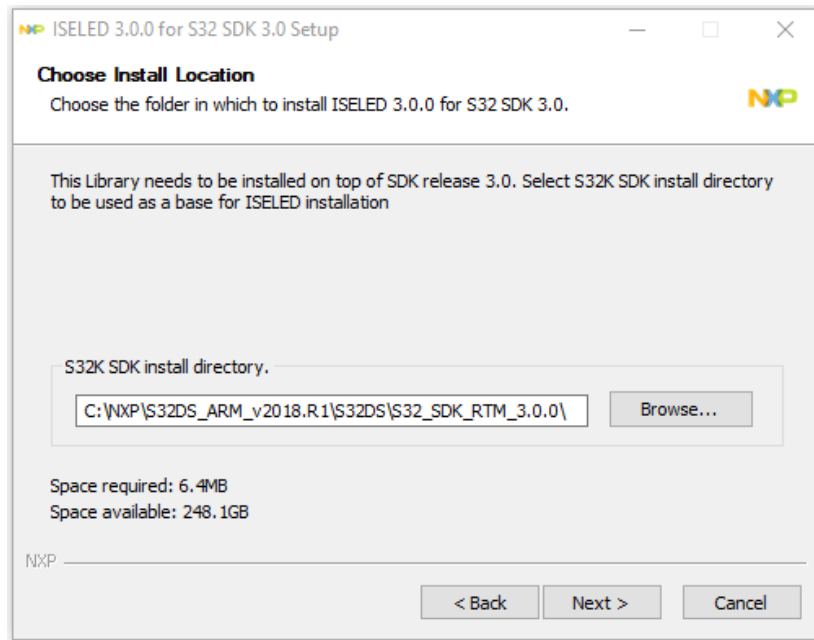 NXP ISELED 3.0.0 for S32 SDK 3.0 Setup
Choose Install Location
Choose the folder in which to install ISELED 3.0.0 for S32 SDK 3.0.
NXP
This Library needs to be installed on top of SDK release 3.0. Select S32K SDK install directory
to be used as a base for ISELED installation
S32K SDK install directory.
C:\NXP\S32DS_ARM_v2018.R1\S32DS\S32_SDK_RTM_3.0.0\
Browse...
Space required: 6.4MB
Space available: 248.1GB
NXP
< Back Next > Cancel